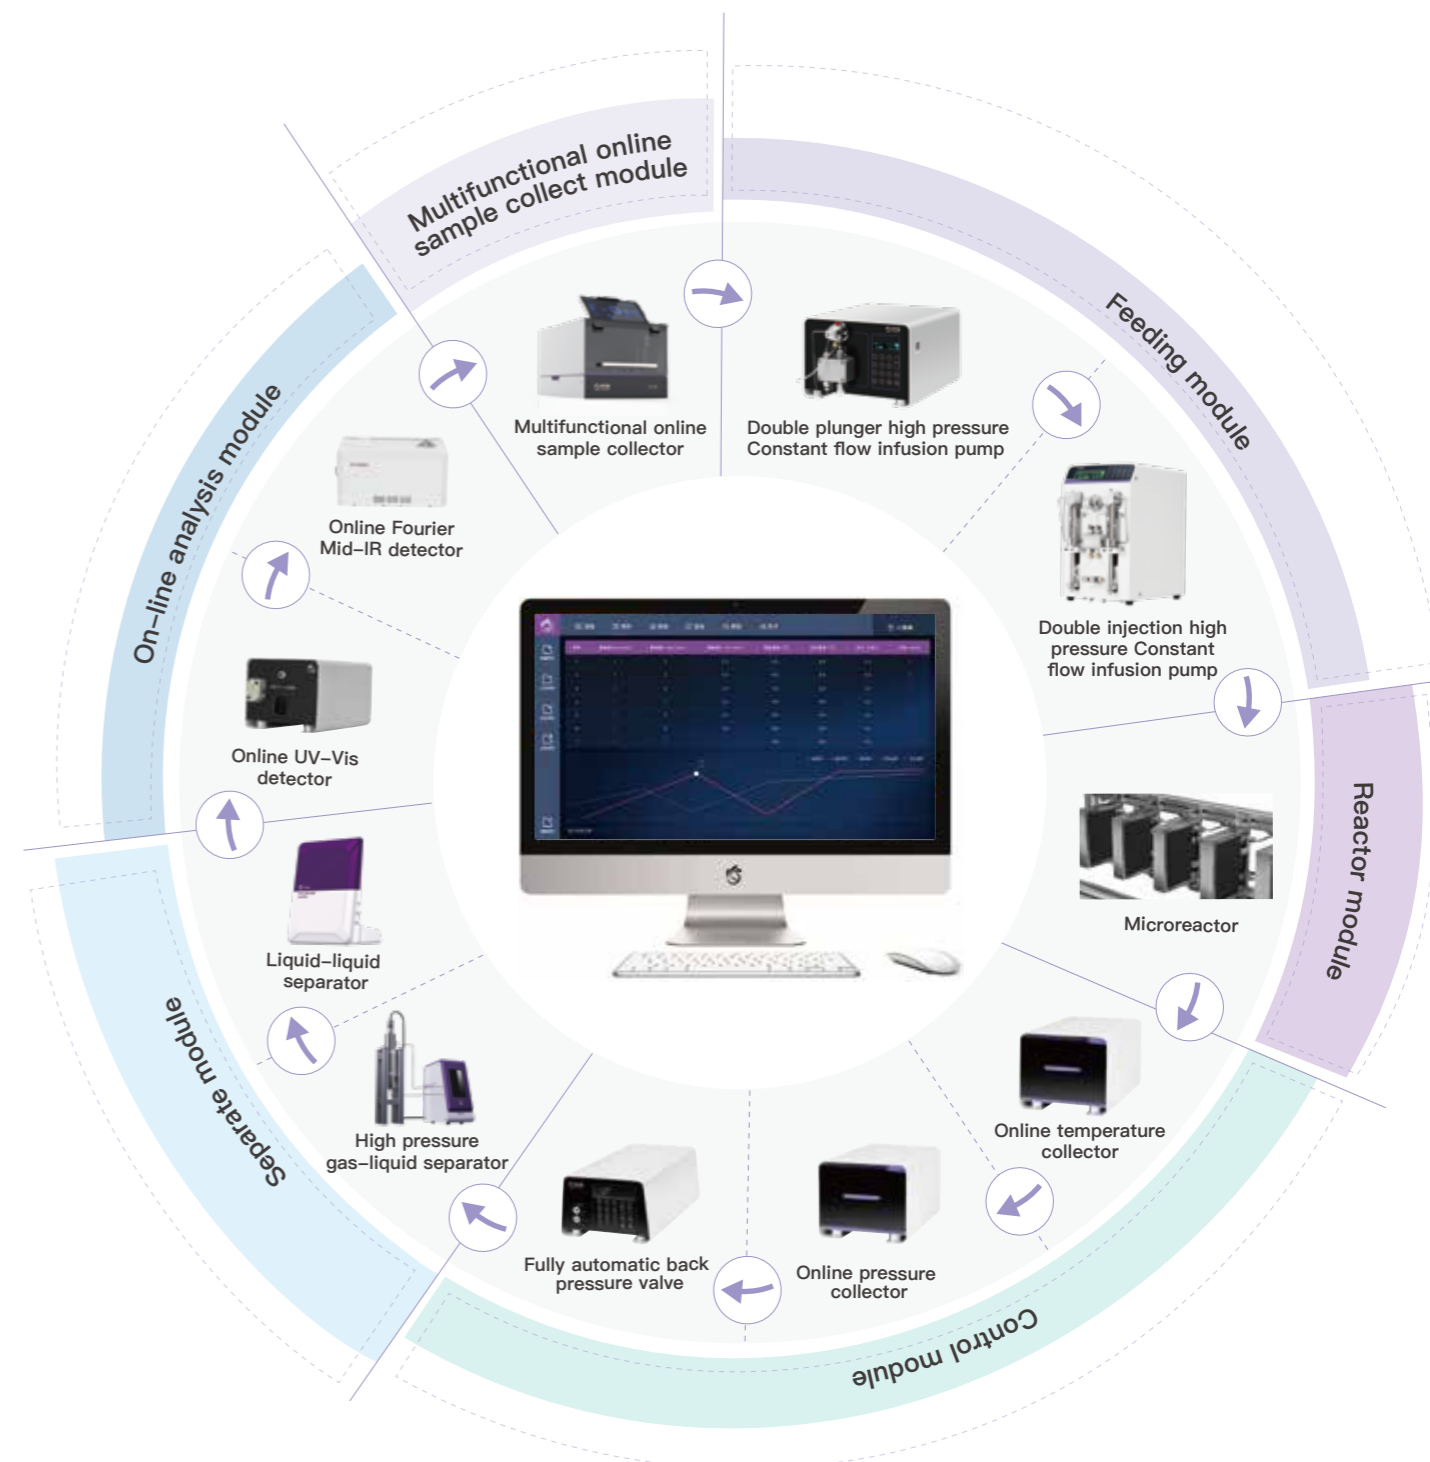 Multifunctional online
sample collect module
Feeding module
Multifunctional online
sample collector
Double plunger high pressure
Constant flow infusion pump
Double injection high
pressure Constant
flow infusion pump
Reactor module
Microreactor
Online temperature
collector
Online pressure
collector
Fully automatic back
pressure valve
Control module
High pressure
gas-liquid separator
Liquid-liquid
separator
Separate module
Online UV-Vis
detector
Online Fourier
Mid-IR detector
On-line analysis module